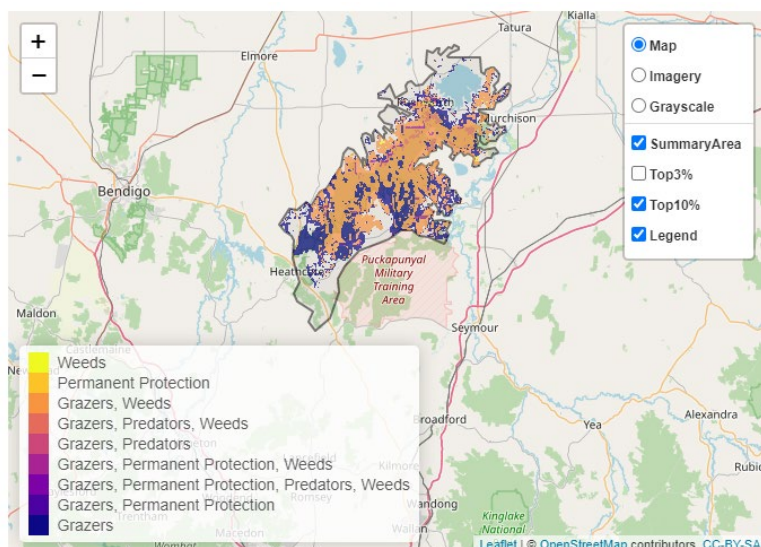 +
−
Kialla
Tatura
Elmore
Murchison
Bendigo
Heathcote
Puckapunyal
Military
Training
Area
Maldon
Castlemaine
Seymour
Broadford
Yea
Alexandra
Lancefield
Kilmore
Romsey
Trentham
Macedon
Wandong
Wallan
Kinglake
National
Map
Imagery
Grayscale
SummaryArea
Top3%
Top10%
Legend
Weeds
Permanent Protection
Grazers, Weeds
Grazers, Predators, Weeds
Grazers, Predators
Grazers, Permanent Protection, Weeds
Grazers, Permanent Protection, Predators, Weeds
Grazers, Permanent Protection
Grazers
Leaflet | © OpenStreetMap contributors, CC-BY-SA